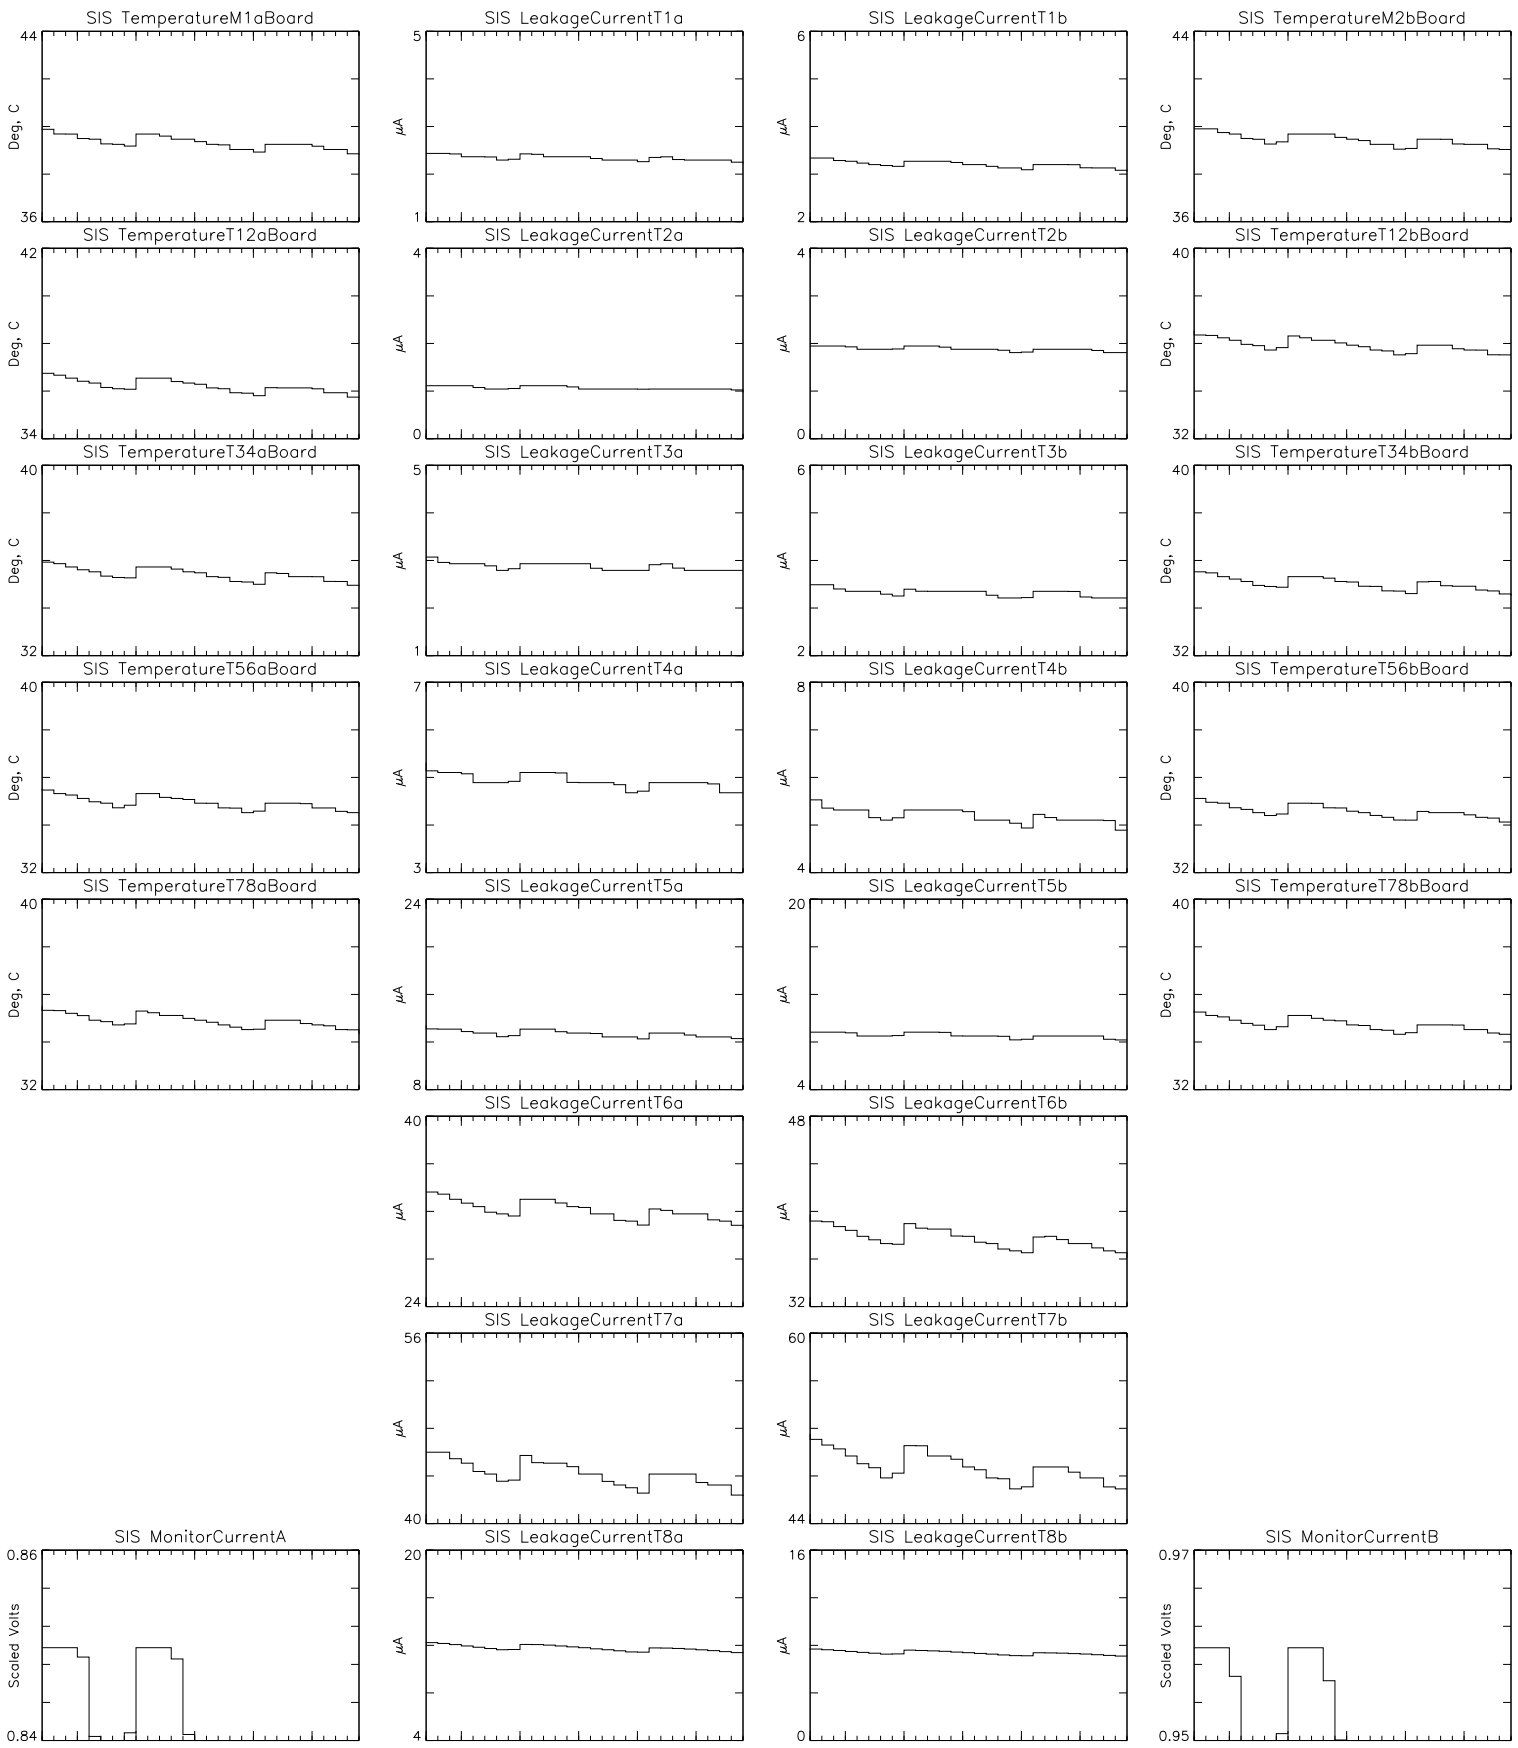 SIS TemperatureM1aBoard
44
Deg, C
36
SIS LeakageCurrentT1a
5
μA
1
SIS LeakageCurrentT1b
6
μA
2
SIS TemperatureM2bBoard
44
Deg, C
36
SIS TemperatureT12aBoard
42
Deg, C
34
SIS LeakageCurrentT2a
4
μA
0
SIS LeakageCurrentT2b
4
μA
0
SIS TemperatureT12bBoard
40
Deg, C
32
SIS TemperatureT34aBoard
40
Deg, C
32
SIS LeakageCurrentT3a
5
μA
1
SIS LeakageCurrentT3b
6
μA
2
SIS TemperatureT34bBoard
40
Deg, C
32
SIS TemperatureT56aBoard
40
Deg, C
32
SIS LeakageCurrentT4a
7
μA
3
SIS LeakageCurrentT4b
8
μA
4
SIS TemperatureT56bBoard
40
Deg, C
32
SIS TemperatureT78aBoard
40
Deg, C
32
SIS LeakageCurrentT5a
24
μA
8
SIS LeakageCurrentT5b
20
μA
4
SIS TemperatureT78bBoard
40
Deg, C
32
SIS LeakageCurrentT6a
40
μA
24
SIS LeakageCurrentT6b
48
μA
32
SIS LeakageCurrentT7a
56
μA
40
SIS LeakageCurrentT7b
60
μA
44
SIS MonitorCurrentA
0.86
Scaled Volts
0.84
SIS LeakageCurrentT8a
20
μA
4
SIS LeakageCurrentT8b
16
μA
0
SIS MonitorCurrentB
0.97
Scaled Volts
0.95